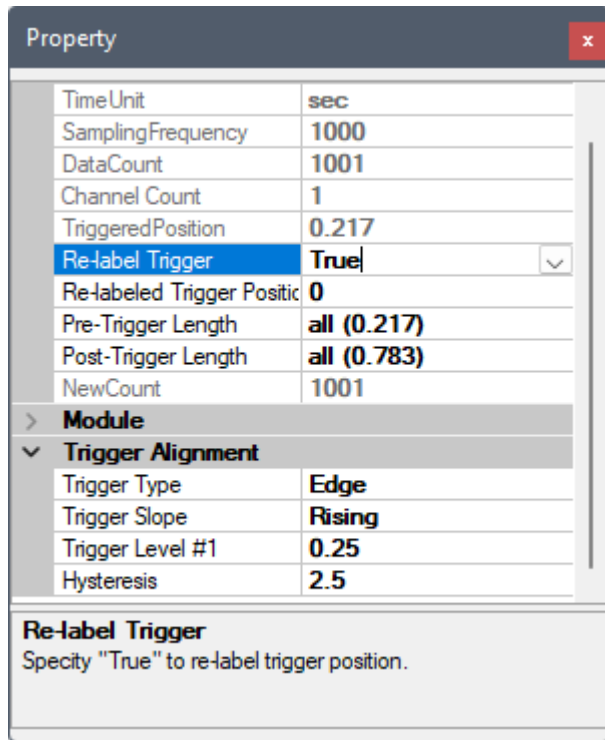 Property
x
TimeUnit sec
SamplingFrequency 1000
DataCount 1001
Channel Count 1
TriggeredPosition 0.217
Re-label Trigger True
Re-labeled Trigger Positic 0
Pre-Trigger Length all (0.217)
Post-Trigger Length all (0.783)
NewCount 1001
Module
Trigger Alignment
Trigger Type Edge
Trigger Slope Rising
Trigger Level #1 0.25
Hysteresis 2.5
Re-label Trigger
Specity "True" to re-label trigger position.